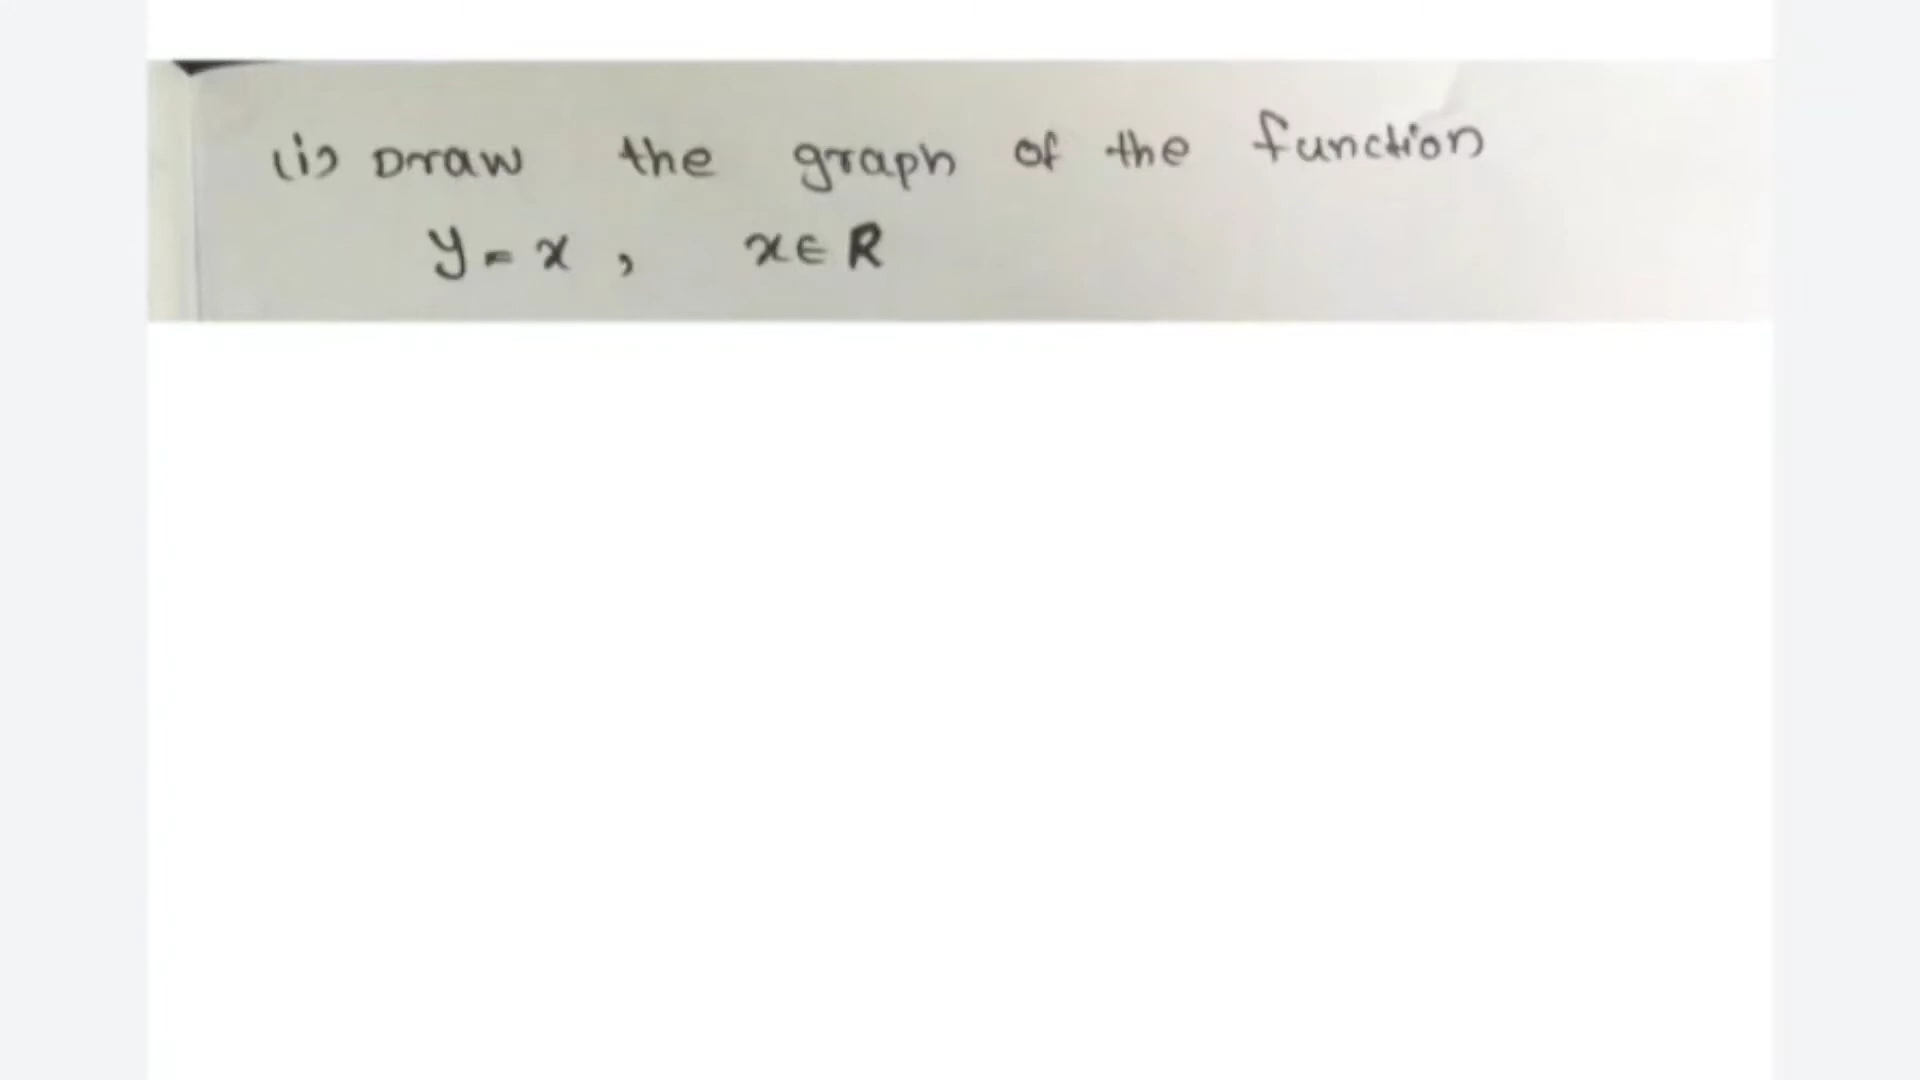 (i) Draw the graph of the function
y = x , x ∈ R